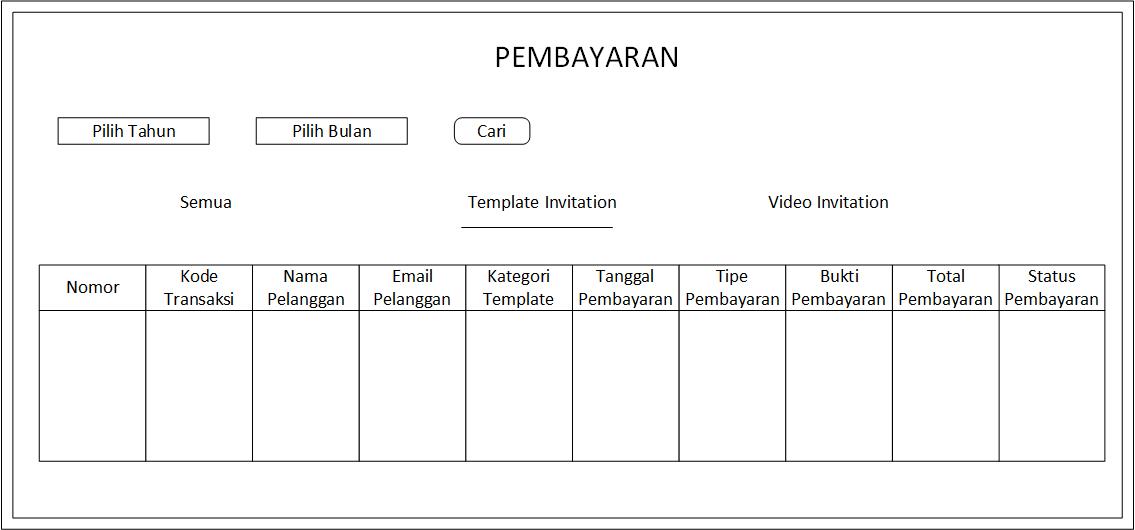 PEMBAYARAN
Pilih Tahun
Pilih Bulan
Cari
Semua
Template Invitation
Video Invitation
Nomor
Kode
Transaksi
Nama
Pelanggan
Email
Pelanggan
Kategori
Template
Tanggal
Pembayaran
Tipe
Pembayaran
Bukti
Pembayaran
Total
Pembayaran
Status
Pembayaran